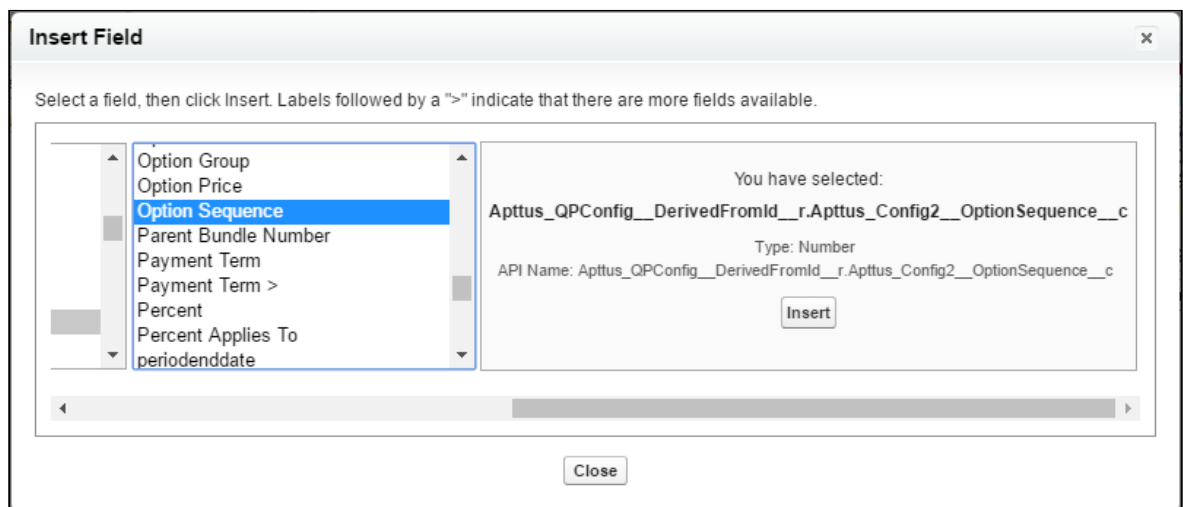 Insert Field
Select a field, then click Insert. Labels followed by a ">" indicate that there are more fields available.
Option Group
Option Price
Option Sequence
Parent Bundle Number
Payment Term
Payment Term >
Percent
Percent Applies To
periodenddate
You have selected:
Apttus_QPConfig__DerivedFromId__r.Apttus_Config2__OptionSequence__c
Type: Number
API Name: Apttus_QPConfig__DerivedFromId__r.Apttus_Config2__OptionSequence__c
Insert
Close